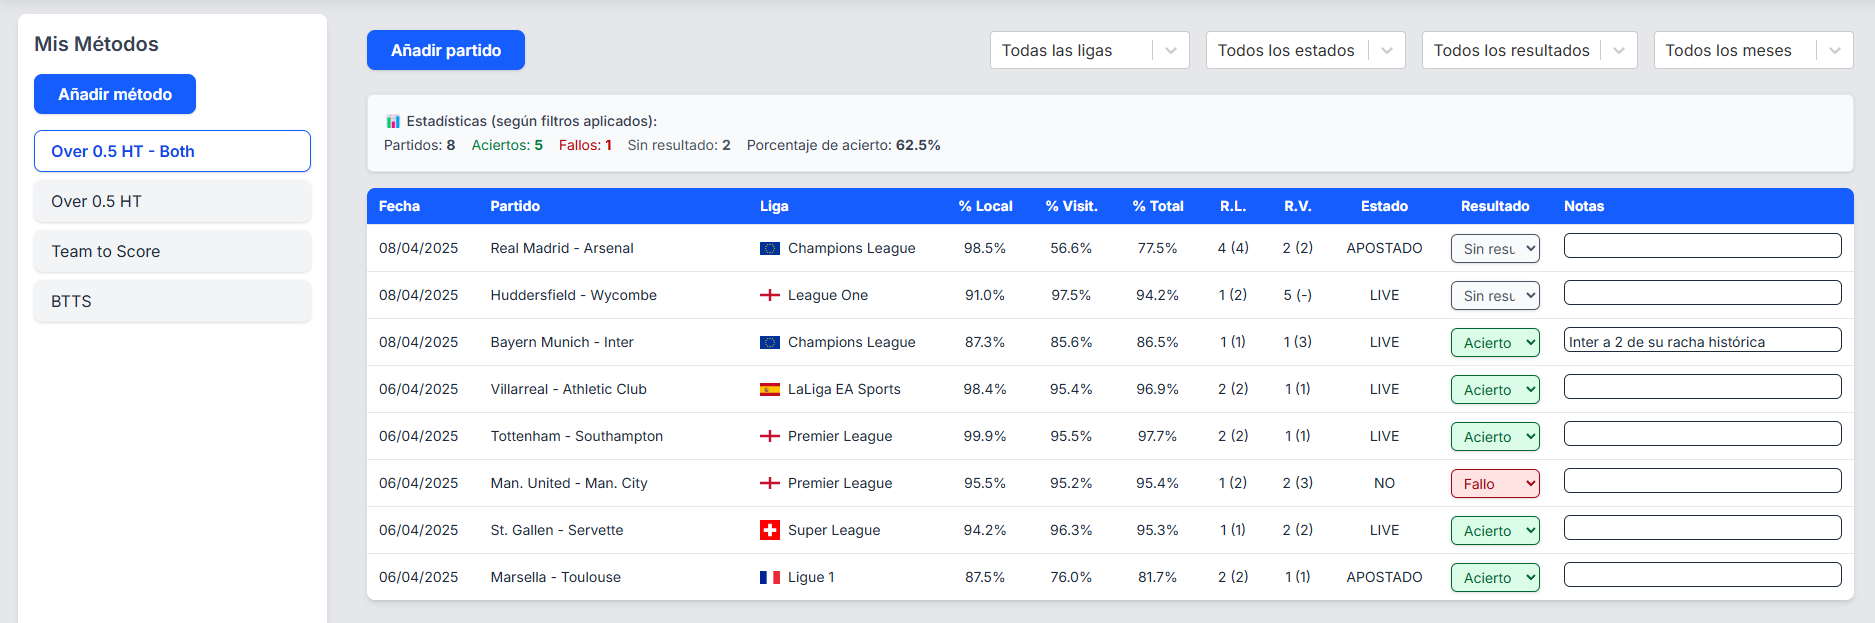 Mis Métodos
Añadir método
Over 0.5 HT - Both
Over 0.5 HT
Team to Score
BTTS
Añadir partido
Todas las ligas
Todos los estados
Todos los resultados
Todos los meses
Estadísticas (según filtros aplicados):
Partidos: 8 Aciertos: 5 Fallos: 1 Sin resultado: 2 Porcentaje de acierto: 62.5%
Fecha Partido Liga % Local % Visit. % Total R.L. R.V. Estado Resultado Notas
08/04/2025 Real Madrid - Arsenal Champions League 98.5% 56.6% 77.5% 4 (4) 2 (2) APOSTADO Sin resu
08/04/2025 Huddersfield - Wycombe League One 91.0% 97.5% 94.2% 1 (2) 5 (-) LIVE Sin resu
08/04/2025 Bayern Munich - Inter Champions League 87.3% 85.6% 86.5% 1 (1) 1 (3) LIVE Acierto Inter a 2 de su racha histórica
06/04/2025 Villarreal - Athletic Club LaLiga EA Sports 98.4% 95.4% 96.9% 2 (2) 1 (1) LIVE Acierto
06/04/2025 Tottenham - Southampton Premier League 99.9% 95.5% 97.7% 2 (2) 1 (1) LIVE Acierto
06/04/2025 Man. United - Man. City Premier League 95.5% 95.2% 95.4% 1 (2) 2 (3) NO Fallo
06/04/2025 St. Gallen - Servette Super League 94.2% 96.3% 95.3% 1 (1) 2 (2) LIVE Acierto
06/04/2025 Marsella - Toulouse Ligue 1 87.5% 76.0% 81.7% 2 (2) 1 (1) APOSTADO Acierto